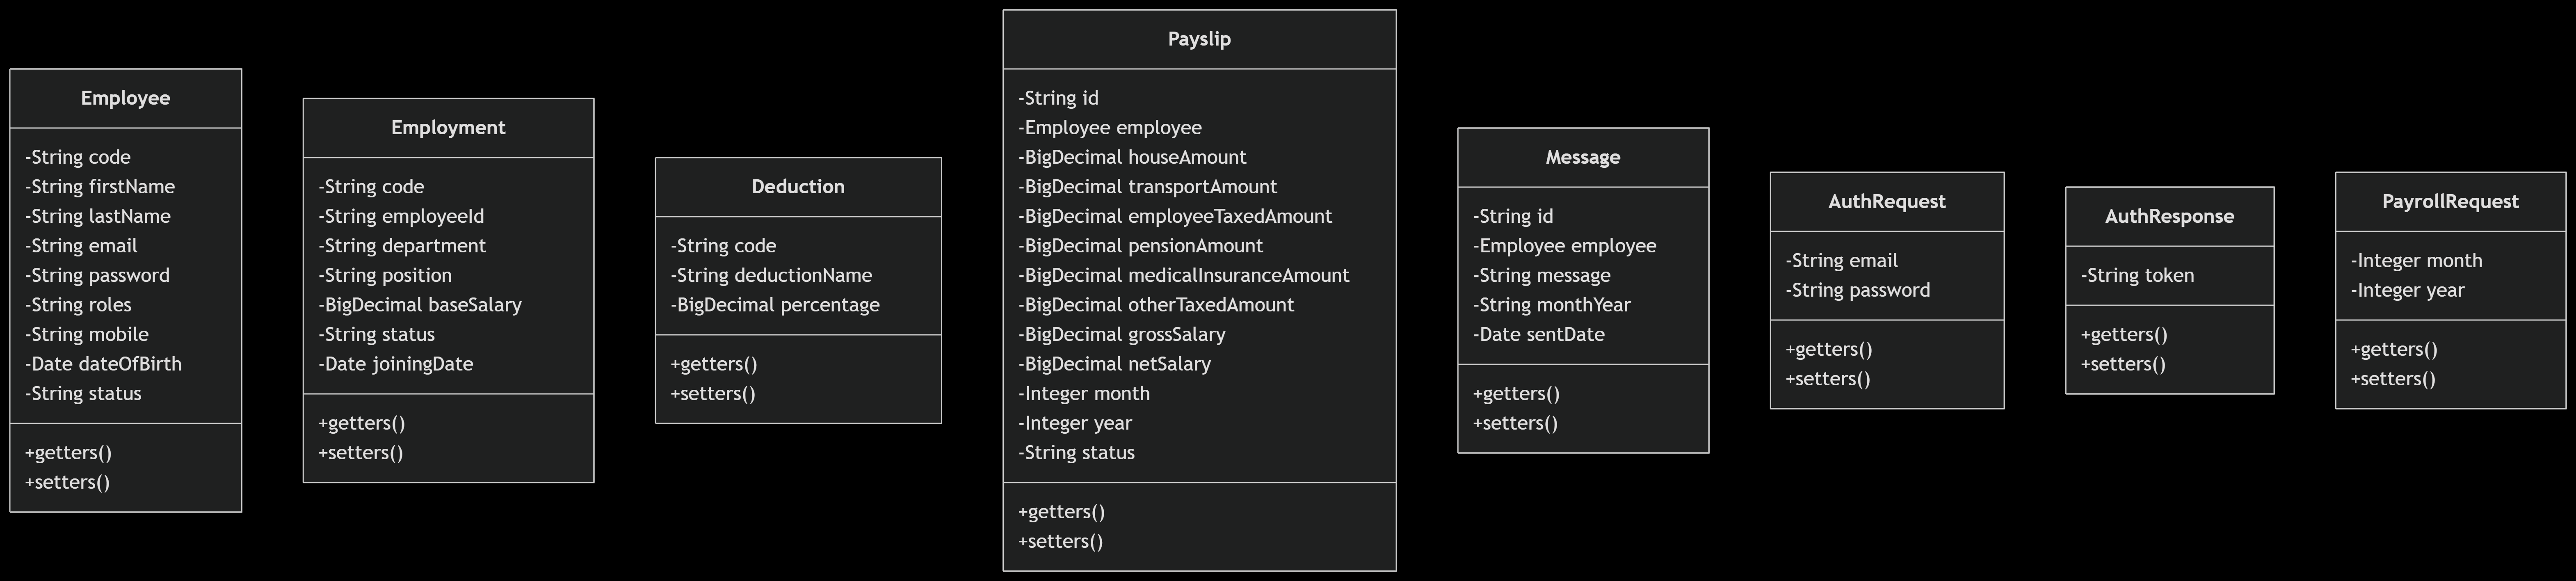 Employee
-String code
-String firstName
-String lastName
-String email
-String password
-String roles
-String mobile
-Date dateOfBirth
-String status
+getters()
+setters()
Employment
-String code
-String employeeId
-String department
-String position
-BigDecimal baseSalary
-String status
-Date joiningDate
+getters()
+setters()
Deduction
-String code
-String deductionName
-BigDecimal percentage
+getters()
+setters()
Payslip
-String id
-Employee employee
-BigDecimal houseAmount
-BigDecimal transportAmount
-BigDecimal employeeTaxedAmount
-BigDecimal pensionAmount
-BigDecimal medicalInsuranceAmount
-BigDecimal otherTaxedAmount
-BigDecimal grossSalary
-BigDecimal netSalary
-Integer month
-Integer year
-String status
+getters()
+setters()
Message
-String id
-Employee employee
-String message
-String monthYear
-Date sentDate
+getters()
+setters()
AuthRequest
-String email
-String password
+getters()
+setters()
AuthResponse
-String token
+getters()
+setters()
PayrollRequest
-Integer month
-Integer year
+getters()
+setters()